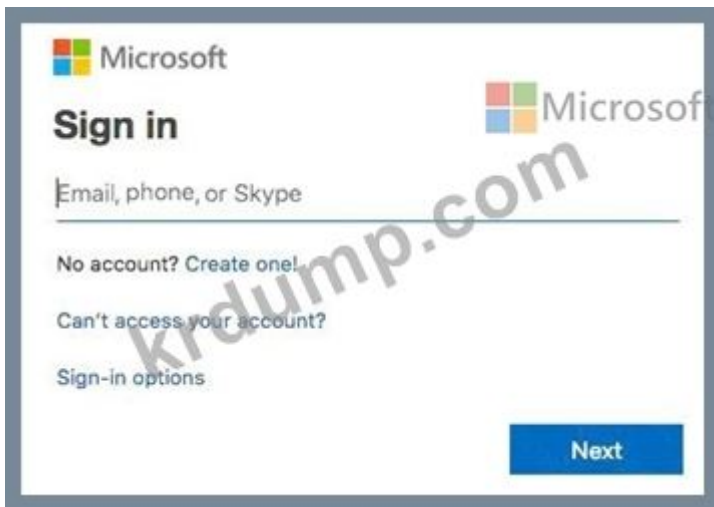 Microsoft
Microsoft
Sign in
Email, phone, or Skype
No account? Create one!
Can't access your account?
Sign-in options
Next
krdump.com